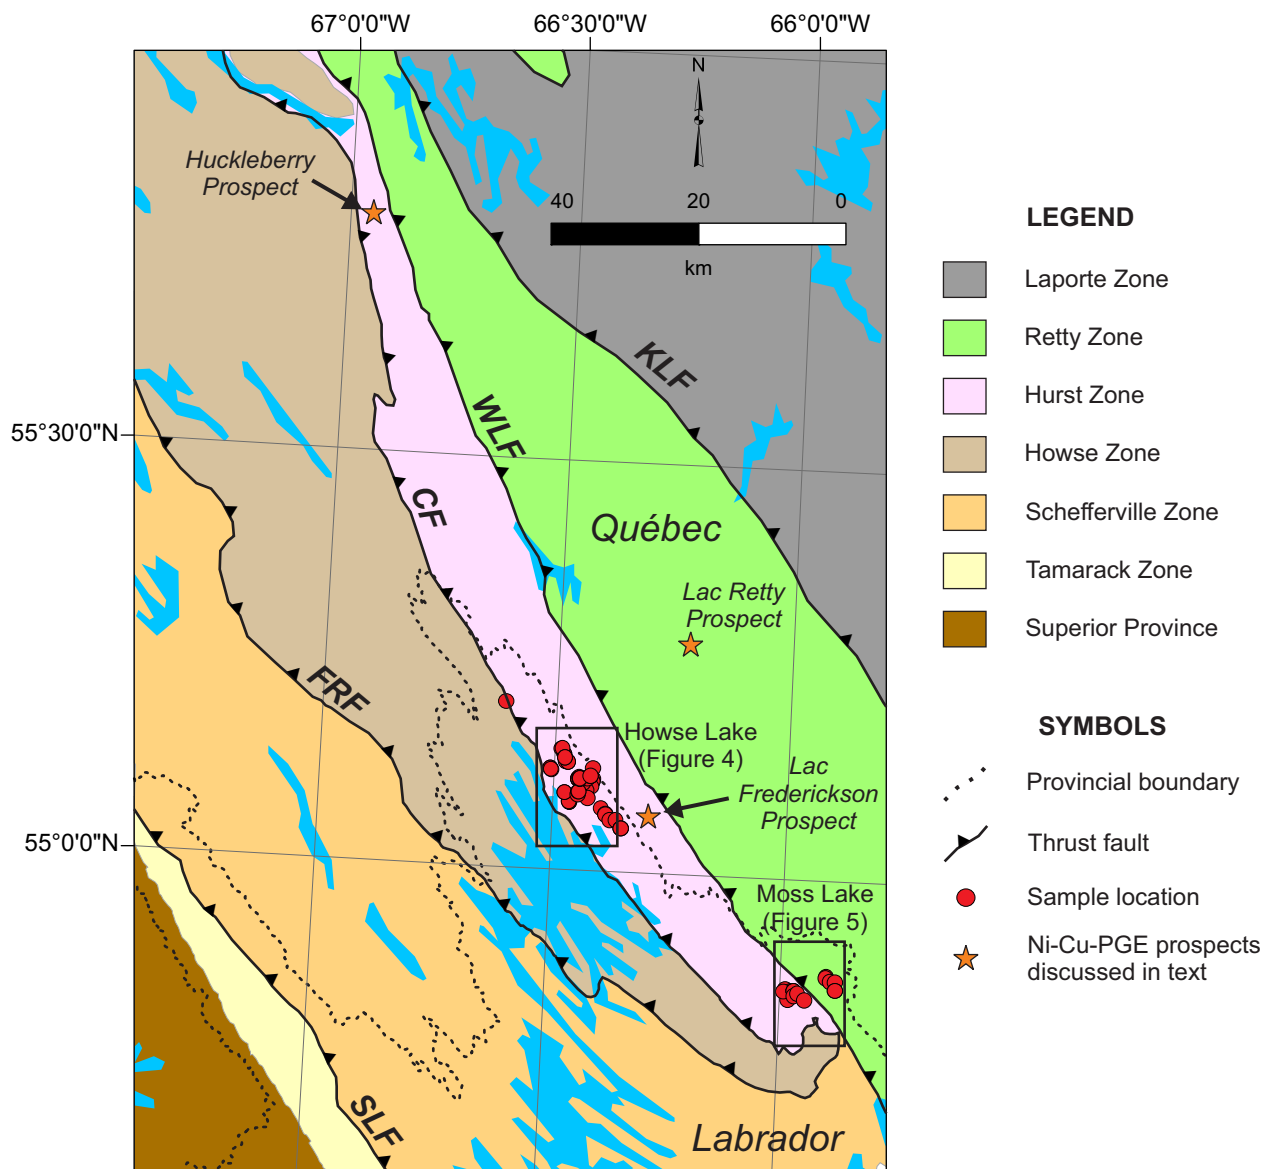 67°0'0"W 66°30'0"W 66°0'0"W
N
Huckleberry
Prospect
40 20 0
km
KLF
WLF
55°30'0"N
CF
Québec
Lac Retty
Prospect
FRF
Howse Lake
(Figure 4)
Lac
Frederickson
Prospect
55°0'0"N
Moss Lake
(Figure 5)
SLF
Labrador
LEGEND
Laporte Zone
Retty Zone
Hurst Zone
Howse Zone
Schefferville Zone
Tamarack Zone
Superior Province
SYMBOLS
Provincial boundary
Thrust fault
Sample location
Ni-Cu-PGE prospects
discussed in text